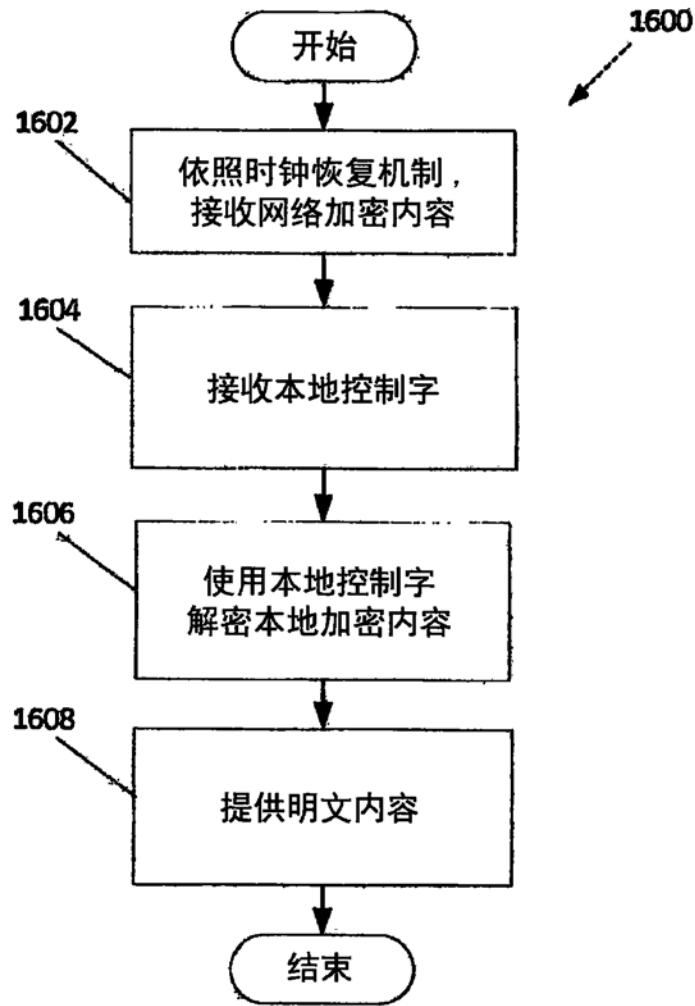 1600
开始
1602
依照时钟恢复机制，
接收网络加密内容
1604
接收本地控制字
1606
使用本地控制字
解密本地加密内容
1608
提供明文内容
结束